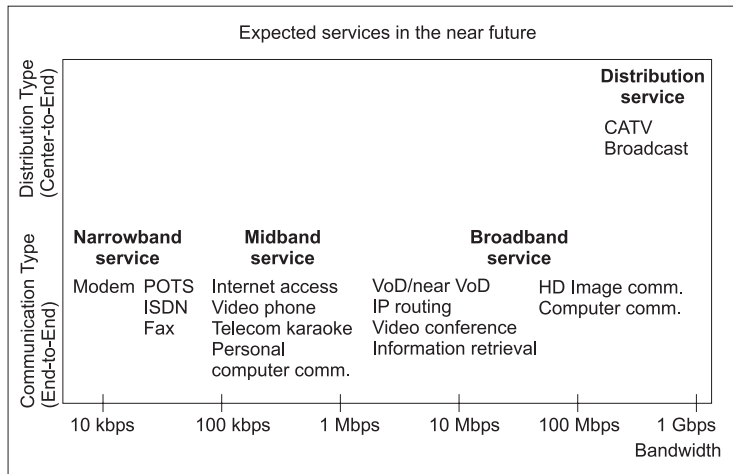 Expected services in the near future
Distribution Type
(Center-to-End)
Distribution
service
CATV
Broadcast
Communication Type
(End-to-End)
Narrowband
service
Modem
POTS
ISDN
Fax
Midband
service
Internet access
Video phone
Telecom karaoke
Personal
computer comm.
Broadband
service
VoD/near VoD
IP routing
Video conference
Information retrieval
HD Image comm.
Computer comm.
10 kbps 100 kbps 1 Mbps 10 Mbps 100 Mbps 1 Gbps
Bandwidth